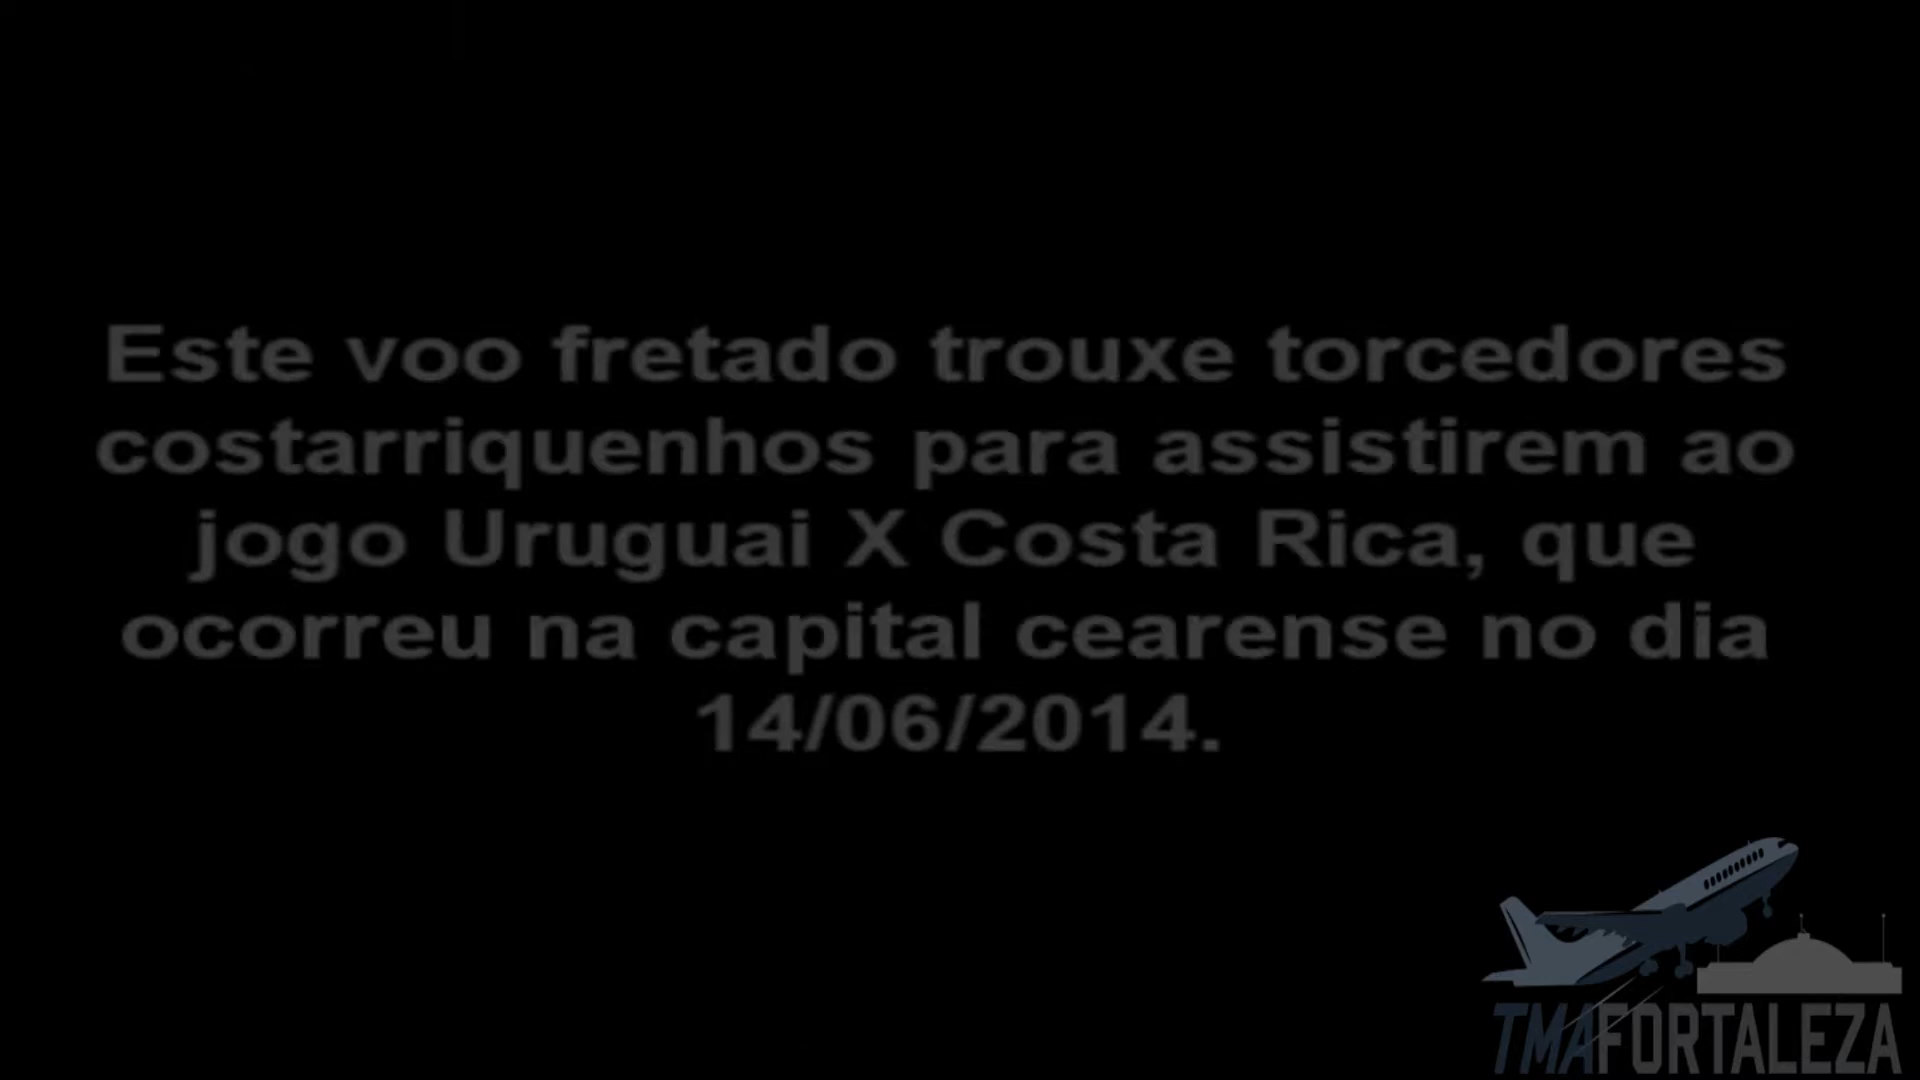 Este voo fretado trouxe torcedores
costarriquenhos para assistirem ao
jogo Uruguai X Costa Rica, que
ocorreu na capital cearense no dia
14/06/2014.
TMAFORTALEZA